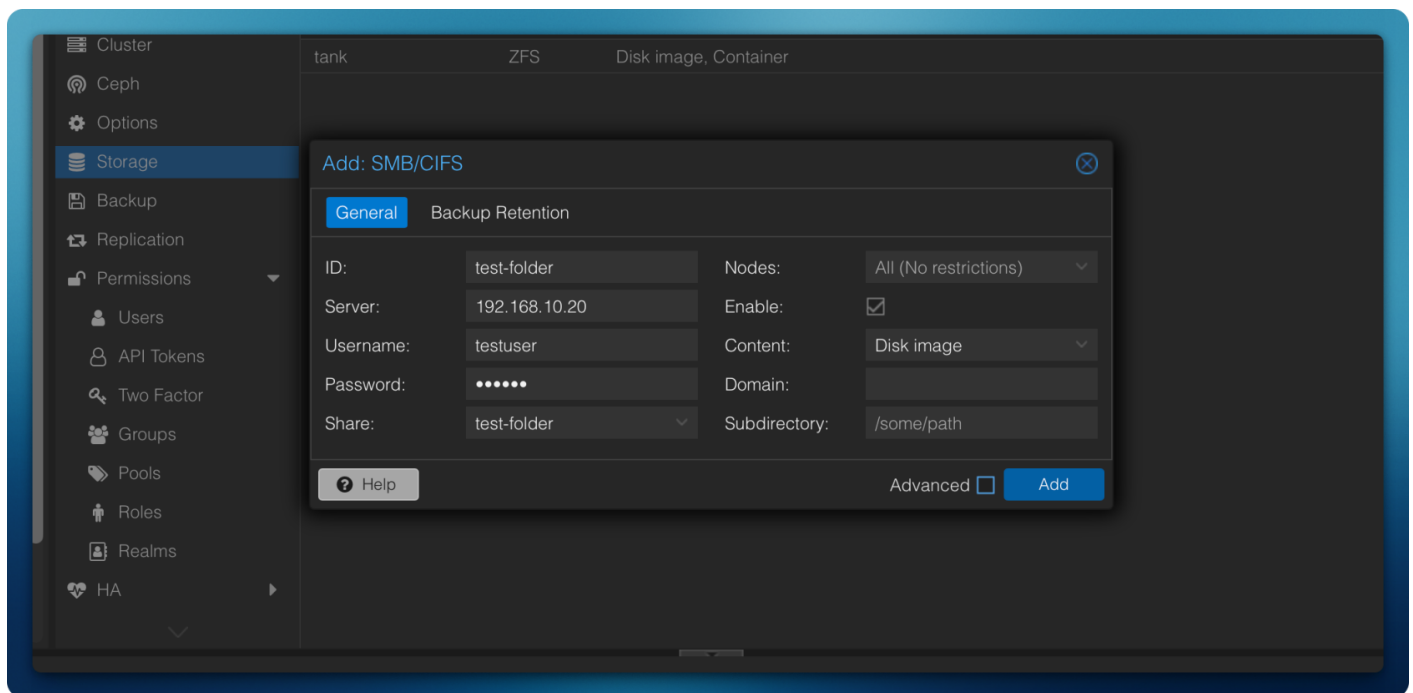 Cluster
tank ZFS Disk image, Container
Ceph
Options
Storage
Backup
Replication
Permissions
Users
API Tokens
Two Factor
Groups
Pools
Roles
Realms
HA
Add: SMB/CIFS
General Backup Retention
ID: test-folder Nodes: All (No restrictions)
Server: 192.168.10.20 Enable:
Username: testuser Content: Disk image
Password: •••••• Domain:
Share: test-folder Subdirectory: /some/path
Help Advanced Add